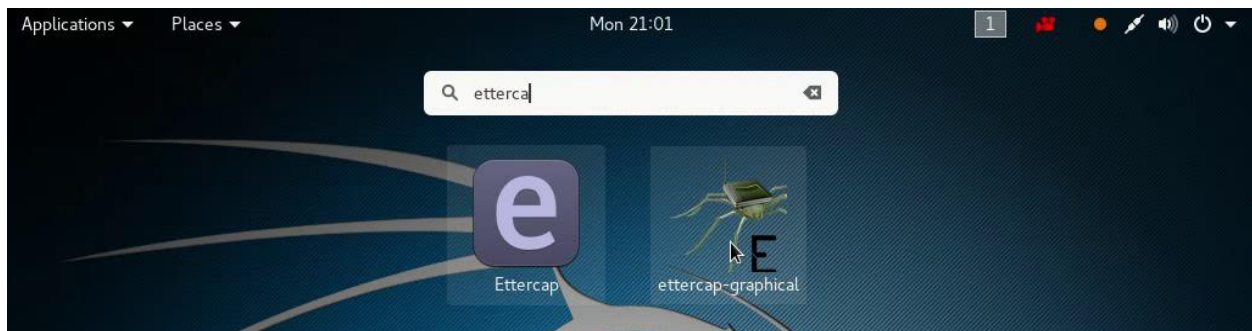 Applications Places Mon 21:01 1
etterca
e E
Ettercap ettercap-graphical